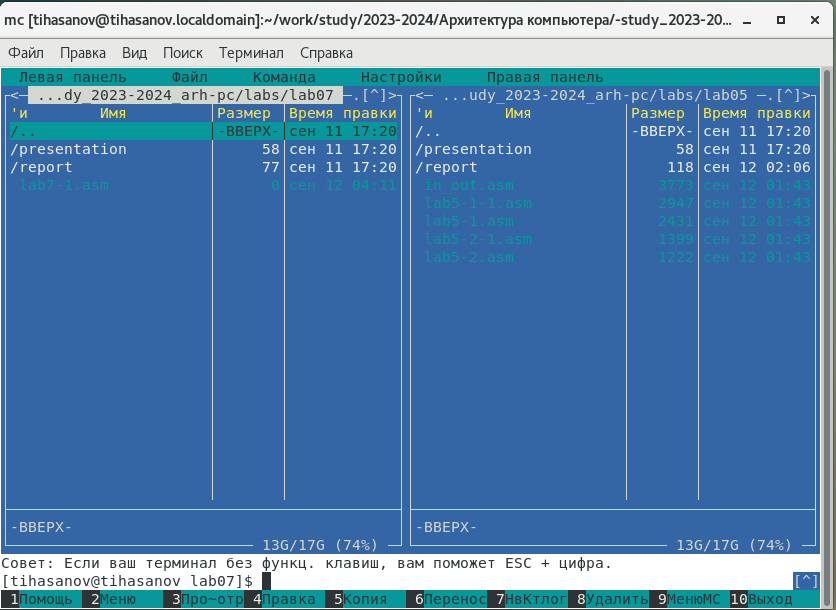 mc [tihasanov@tihasanov.localdomain]:~/work/study/2023-2024/Архитектура компьютера/-study_2023-20...
Файл Правка Вид Поиск Терминал Справка
Левая панель Файл Команда Настройки Правая панель
<─ ...dy_2023-2024_arh-pc/labs/lab07 ─.[^]> <─ ...udy_2023-2024_arh-pc/labs/lab05 ─.[^]>
'и Имя Размер Время правки 'и Имя Размер Время правки
/.. -ВВЕРХ- сен 11 17:20 /.. -ВВЕРХ- сен 11 17:20
/presentation 58 сен 11 17:20 /presentation 58 сен 11 17:20
/report 77 сен 11 17:20 /report 118 сен 12 02:06
lab7-1.asm 0 сен 12 04:11 in_out.asm 3773 сен 12 01:43
lab5-1-1.asm 2947 сен 12 01:43
lab5-1.asm 2431 сен 12 01:43
lab5-2-1.asm 1399 сен 12 01:43
lab5-2.asm 1222 сен 12 01:43
-ВВЕРХ- -ВВЕРХ-
13G/17G (74%) 13G/17G (74%)
Совет: Если ваш терминал без функц. клавиш, вам поможет ESC + цифра.
[tihasanov@tihasanov lab07]$ [^]
1Помощь 2Меню 3Про~отр 4Правка 5Копия 6Перенос 7НвКтлог 8Удалить 9МенюMC 10Выход